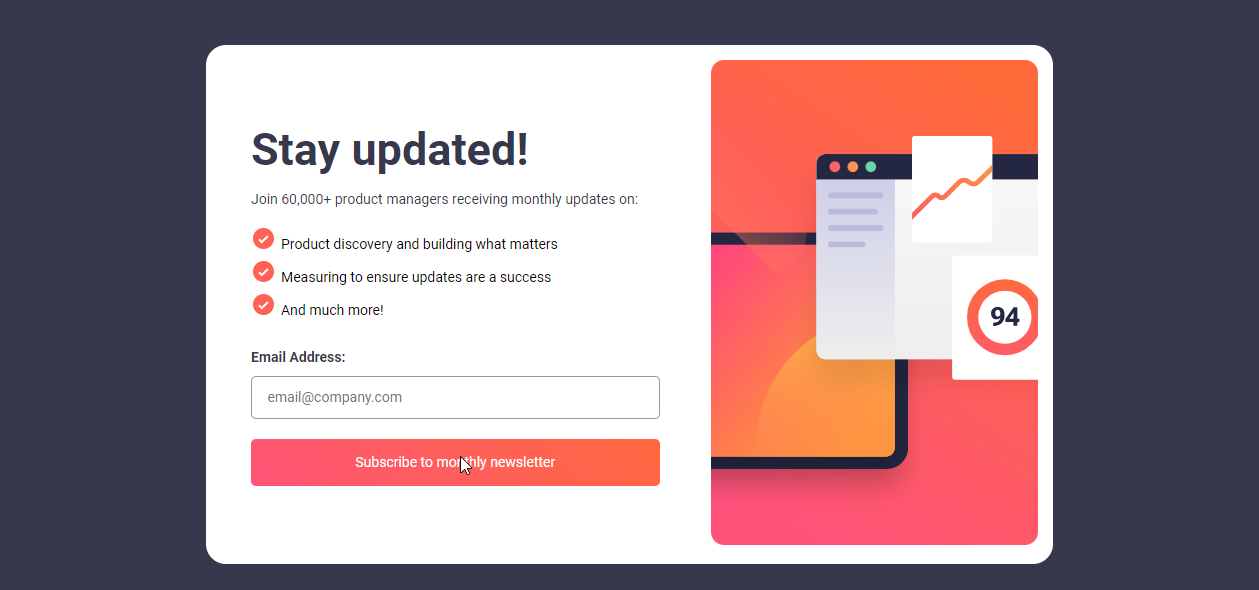 Stay updated!
Join 60,000+ product managers receiving monthly updates on:
Product discovery and building what matters
Measuring to ensure updates are a success
And much more!
Email Address:
email@company.com
Subscribe to monthly newsletter
94